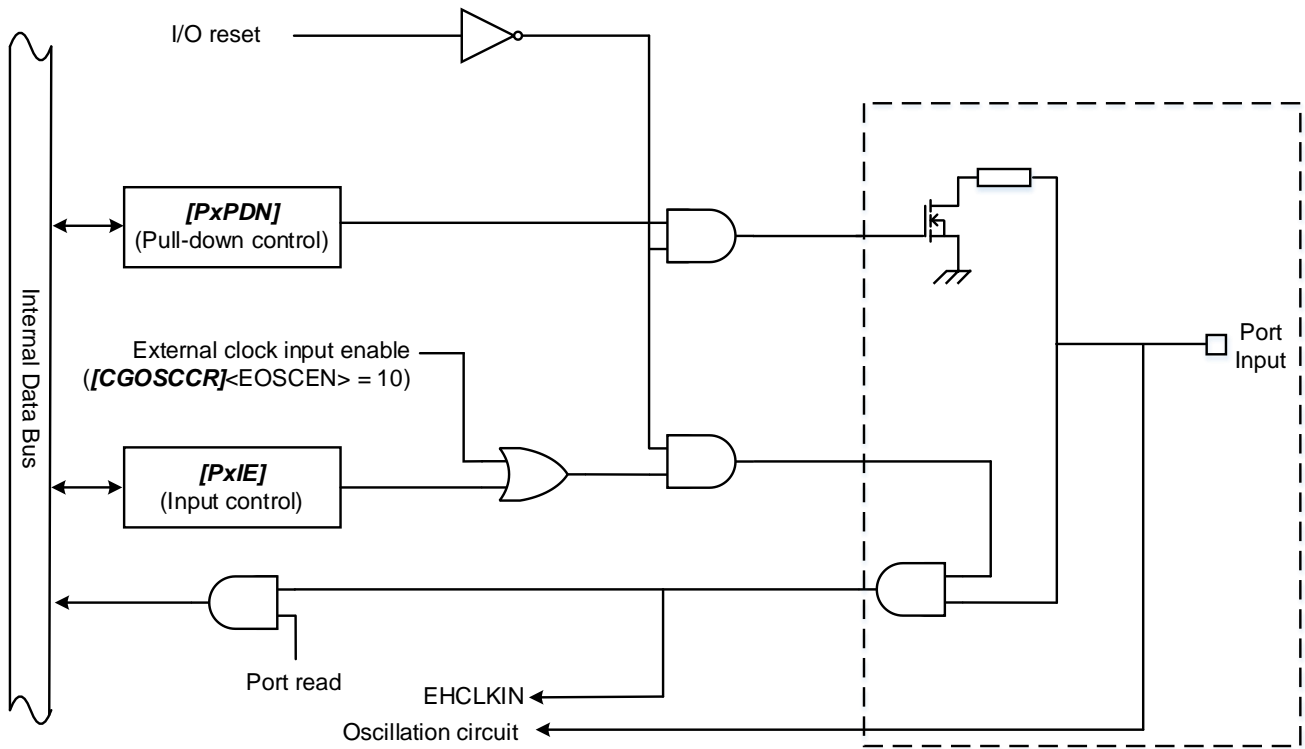 I/O reset
[PxPDN]
(Pull-down control)
Internal Data Bus
External clock input enable
([CGOSCCR]<EOSCEN> = 10)
Port
Input
[PxIE]
(Input control)
Port read
EHCLKIN
Oscillation circuit